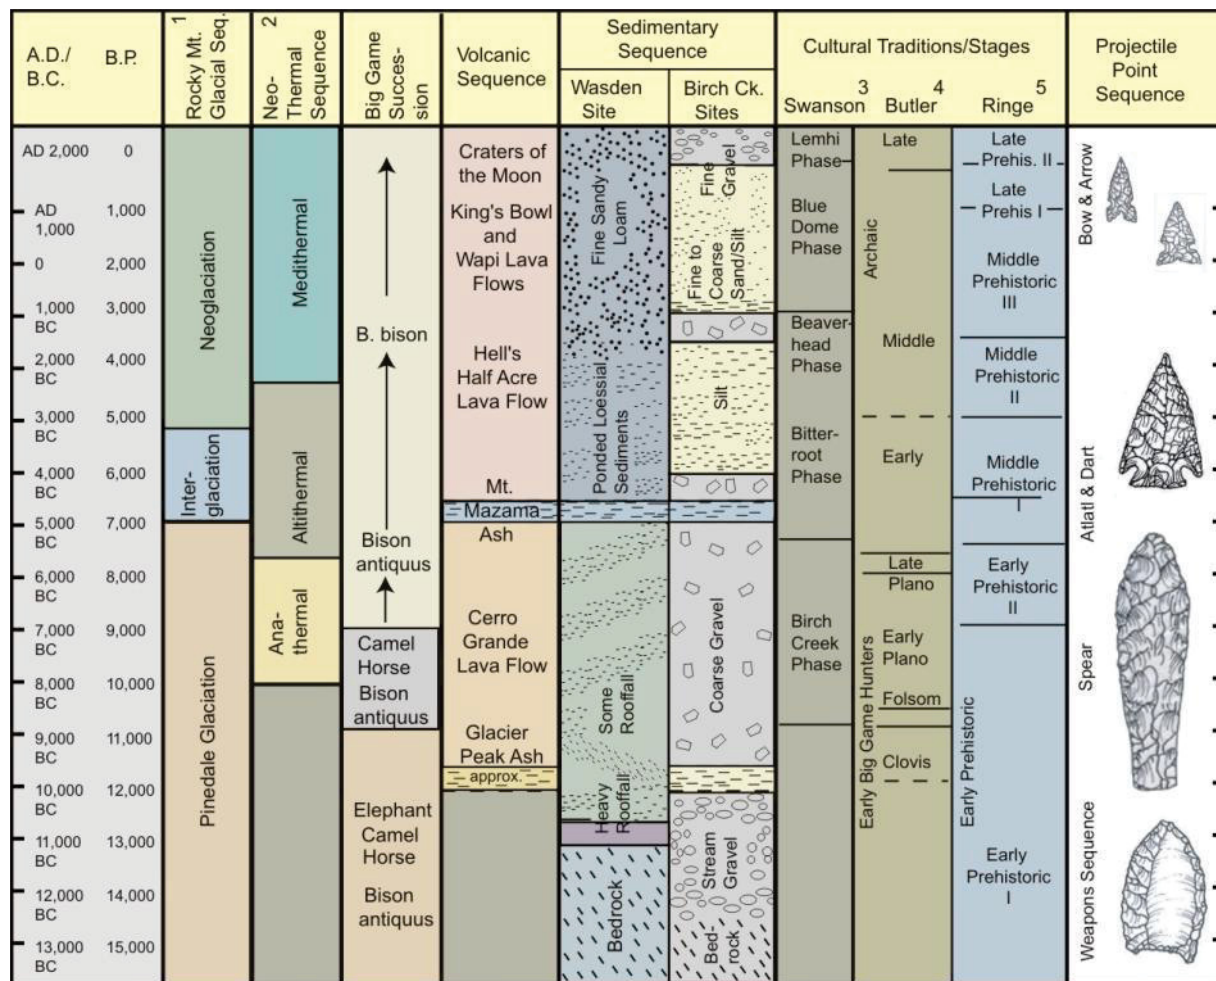 A.D./
B.C.
B.P.
Rocky Mt. 1
Glacial Seq.
Neo- 2
Thermal
Sequence
Big Game
Succes-
sion
Volcanic
Sequence
Sedimentary
Sequence
Wasden
Site
Birch Ck.
Sites
Cultural Traditions/Stages
3
Swanson
4
Butler
5
Ringe
Projectile
Point
Sequence
AD 2,000
AD
1,000
0
1,000
BC
2,000
BC
3,000
BC
4,000
BC
5,000
BC
6,000
BC
7,000
BC
8,000
BC
9,000
BC
10,000
BC
11,000
BC
12,000
BC
13,000
BC
0
1,000
2,000
3,000
4,000
5,000
6,000
7,000
8,000
9,000
10,000
11,000
12,000
13,000
14,000
15,000
Neoglaciation
Inter-
glaciation
Pinedale Glaciation
Medithermal
Altithermal
Ana-
thermal
B. bison
Bison
antiquus
Camel
Horse
Bison
antiquus
Elephant
Camel
Horse
Bison
antiquus
Craters of
the Moon
King's Bowl
and
Wapi Lava
Flows
Hell's
Half Acre
Lava Flow
Mt.
Mazama
Ash
Cerro
Grande
Lava Flow
Glacier
Peak Ash
approx.
Fine Sandy
Loam
Ponded Loessial
Sediments
Some
Rooffall
Heavy
Rooffall
Bedrock
Fine
Gravel
Fine to
Coarse
Sand/Silt
Silt
Coarse Gravel
Stream
Gravel
Bed-
rock
Lemhi
Phase
Blue
Dome
Phase
Beaver-
head
Phase
Bitter-
root
Phase
Birch
Creek
Phase
Archaic
Early Big Game Hunters
Late
Middle
Early
Late
Plano
Early
Plano
Folsom
Clovis
Early Prehistoric
Late
Prehis. II
Late
Prehis I
Middle
Prehistoric
III
Middle
Prehistoric
II
Middle
Prehistoric
I
Early
Prehistoric
II
Early
Prehistoric
I
Bow & Arrow
Atlatl & Dart
Spear
Weapons Sequence